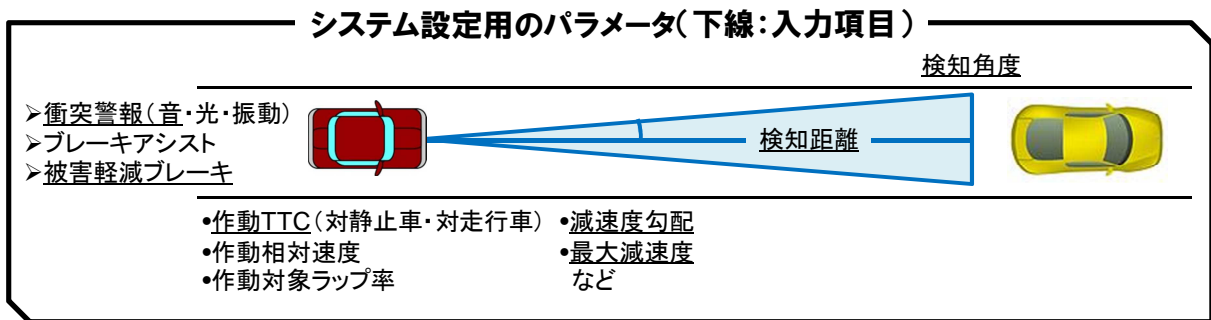 システム設定用のパラメータ（下線：入力項目）
検知角度
➢衝突警報（音・光・振動）
➢ブレーキアシスト
➢被害軽減ブレーキ
検知距離
•作動TTC（対静止車・対走行車）
•作動相対速度
•作動対象ラップ率
•減速度勾配
•最大減速度
など